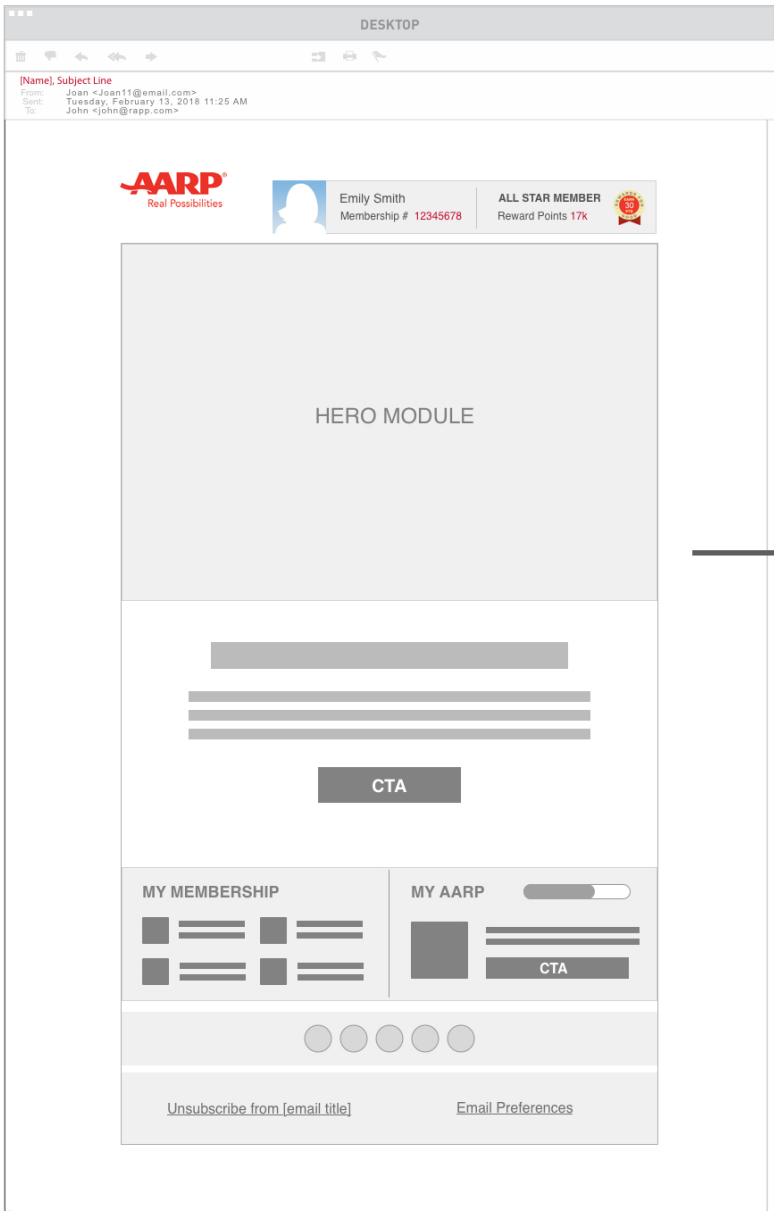 DESKTOP
[Name], Subject Line
From: Joan <Joan11@email.com>
Sent: Tuesday, February 13, 2018 11:25 AM
To: John <john@rapp.com>
AARP®
Real Possibilities
Emily Smith
Membership # 12345678
ALL STAR MEMBER
Reward Points 17k
30
HERO MODULE
CTA
MY MEMBERSHIP
MY AARP
CTA
Unsubscribe from [email title]
Email Preferences